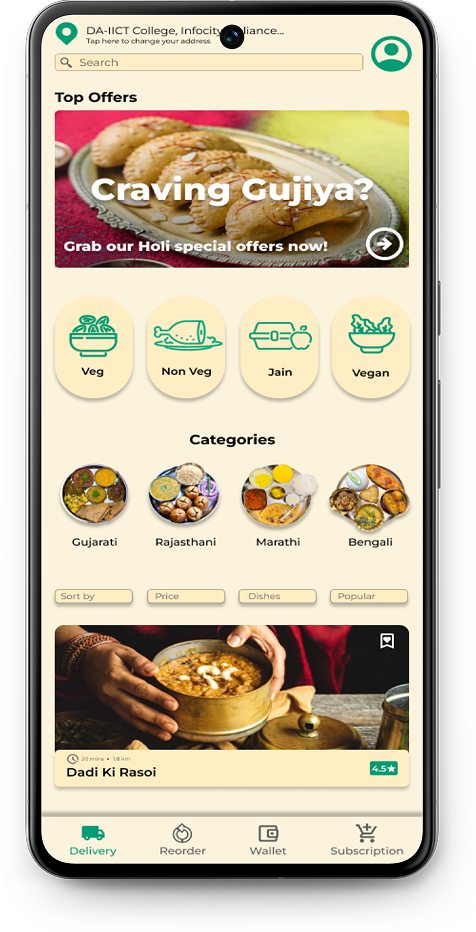 DA-IICT College, Infocity liance...
Tap here to change your address
Search
Top Offers
Craving Gujiya?
Grab our Holi special offers now!
Veg Non Veg Jain Vegan
Categories
Gujarati Rajasthani Marathi Bengali
Sort by Price Dishes Popular
20 mins • 1.8 km
Dadi Ki Rasoi
4.5★
Delivery Reorder Wallet Subscription